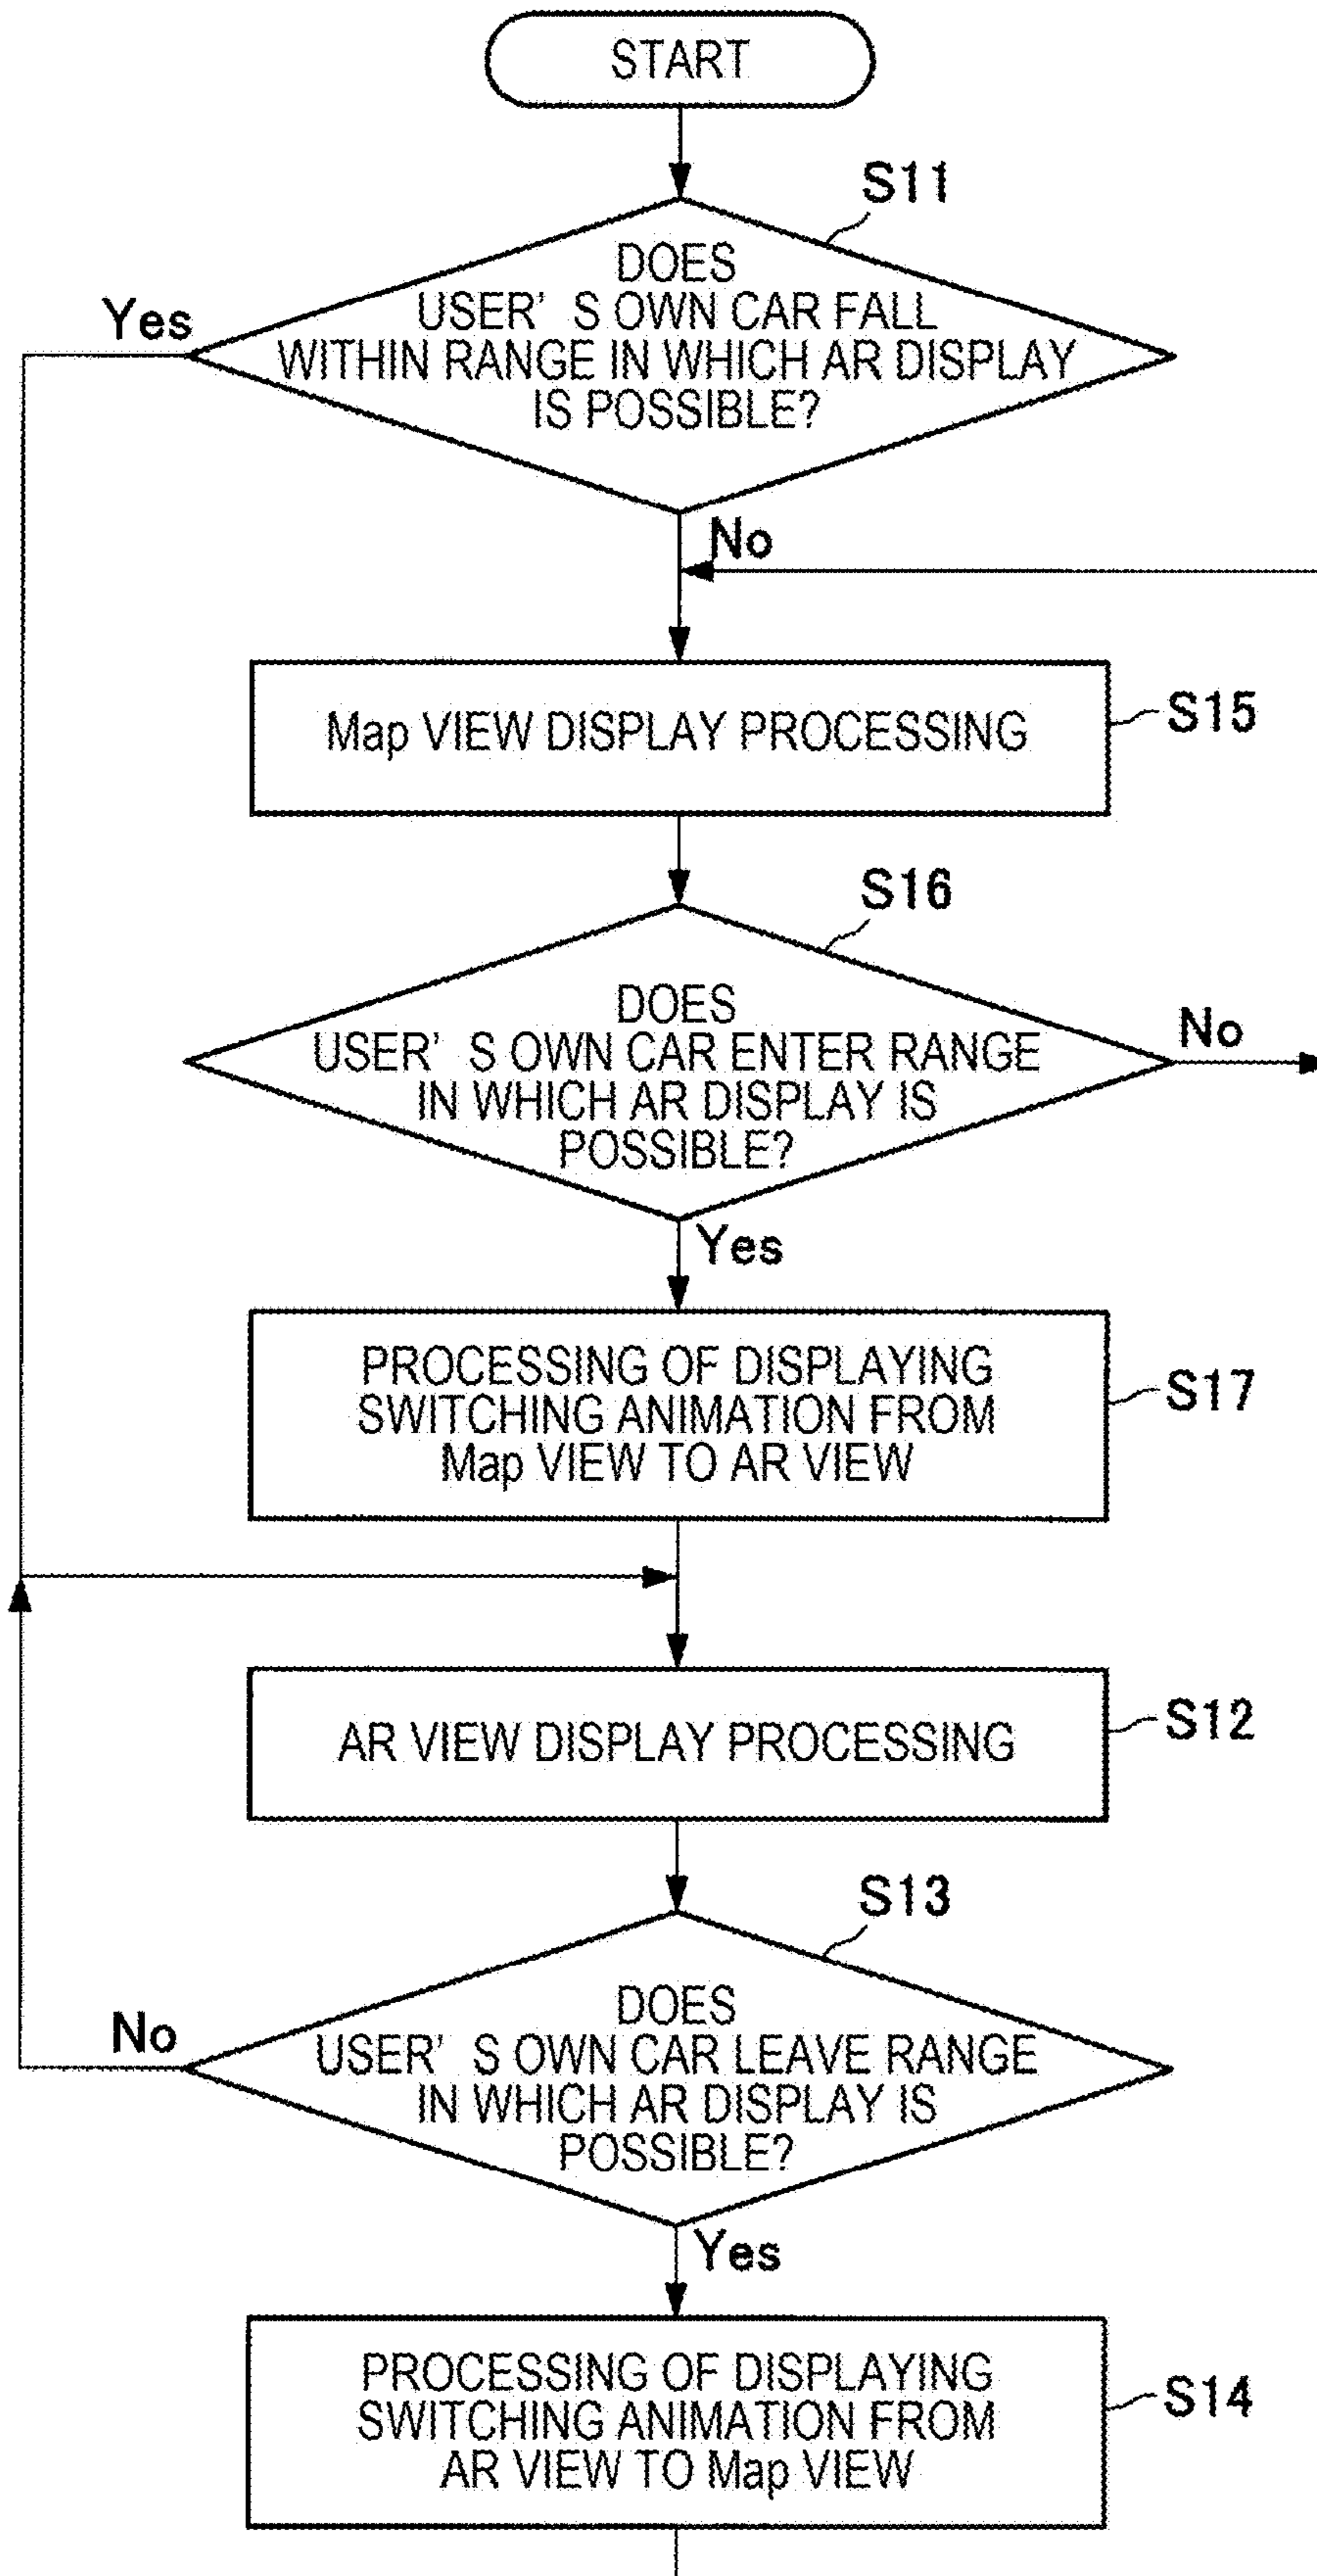 START
S11
DOES
USER' S OWN CAR FALL
WITHIN RANGE IN WHICH AR DISPLAY
IS POSSIBLE?
Yes
No
Map VIEW DISPLAY PROCESSING
S15
S16
DOES
USER' S OWN CAR ENTER RANGE
IN WHICH AR DISPLAY IS
POSSIBLE?
No
Yes
PROCESSING OF DISPLAYING
SWITCHING ANIMATION FROM
Map VIEW TO AR VIEW
S17
AR VIEW DISPLAY PROCESSING
S12
S13
DOES
USER' S OWN CAR LEAVE RANGE
IN WHICH AR DISPLAY IS
POSSIBLE?
No
Yes
PROCESSING OF DISPLAYING
SWITCHING ANIMATION FROM
AR VIEW TO Map VIEW
S14